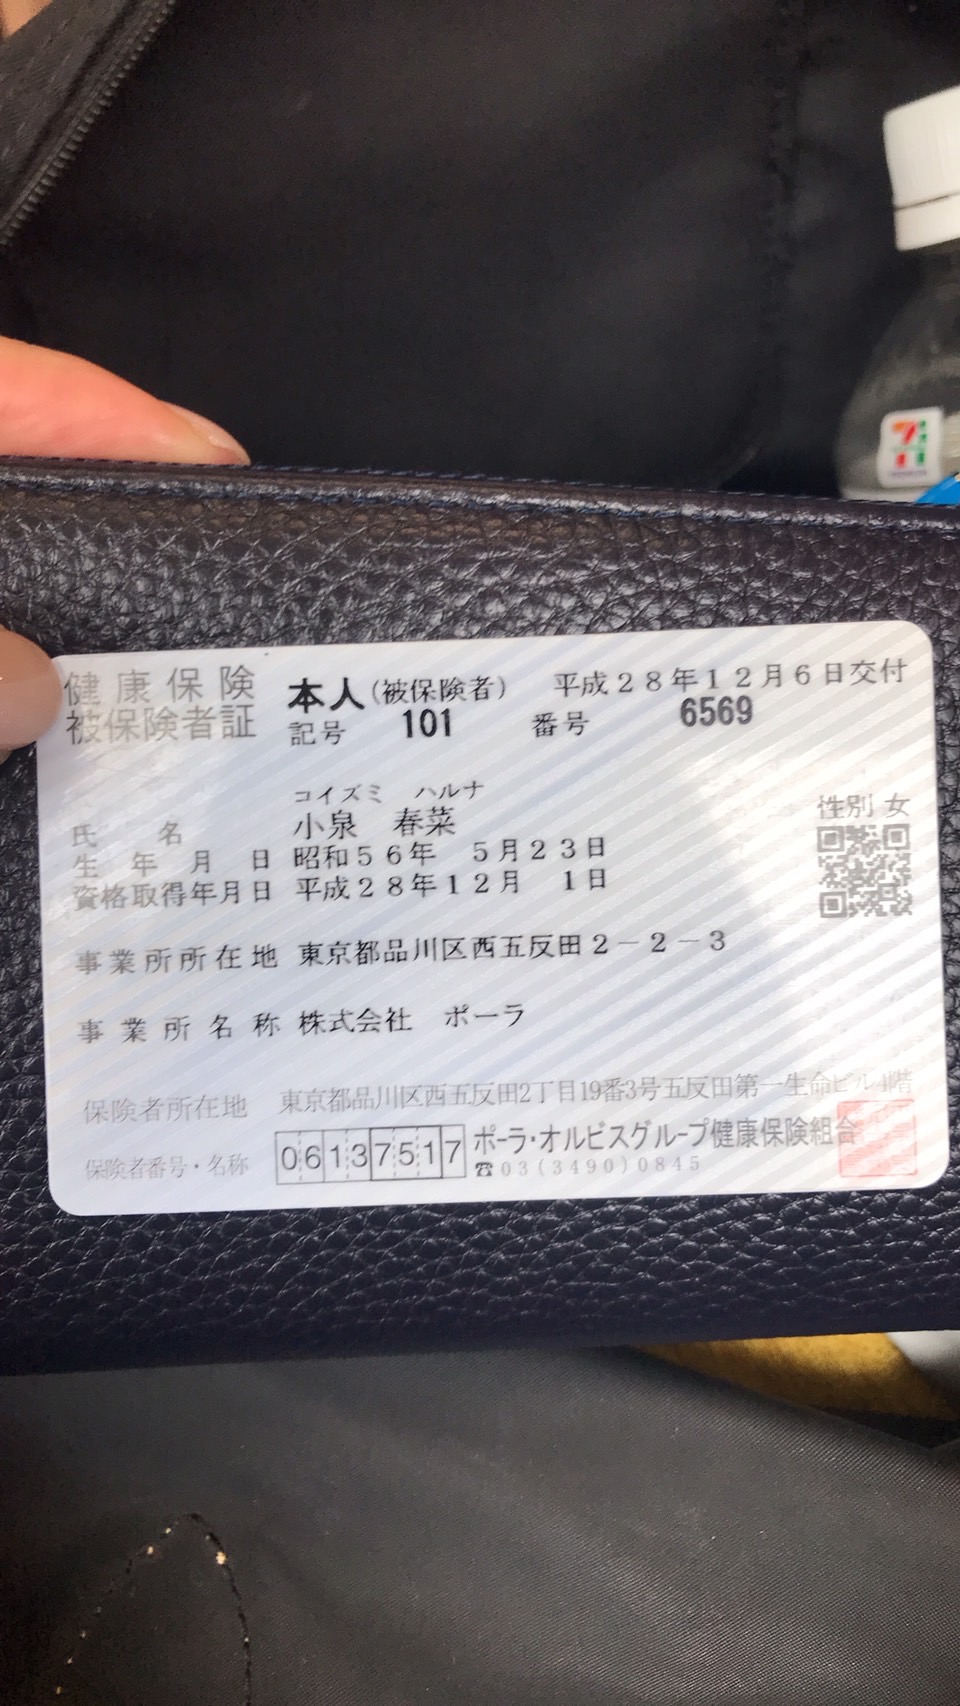 健康保険
被保険者証
本人(被保険者) 平成28年12月6日交付
記号 101 番号 6569
コイズミ ハルナ
氏名 小泉 春菜
性別 女
生年月日 昭和56年 5月23日
資格取得年月日 平成28年12月 1日
事業所所在地 東京都品川区西五反田2-2-3
事業所名称 株式会社 ポーラ
保険者所在地 東京都品川区西五反田2丁目19番3号五反田第一生命ビル4階
保険者番号・名称 06137517 ポーラ・オルビスグループ健康保険組合
☎03(3490)0845
7